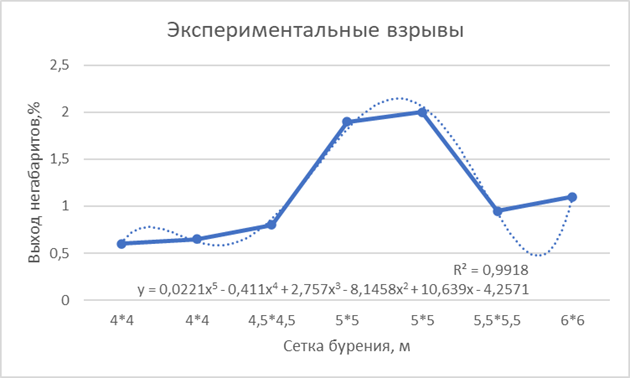 Экспериментальные взрывы
Выход негабаритов,%
2,5
2
1,5
1
0,5
0
R² = 0,9918
y = 0,0221x⁵ - 0,411x⁴ + 2,757x³ - 8,1458x² + 10,639x - 4,2571
4*4 4*4 4,5*4,5 5*5 5*5 5,5*5,5 6*6
Сетка бурения, м